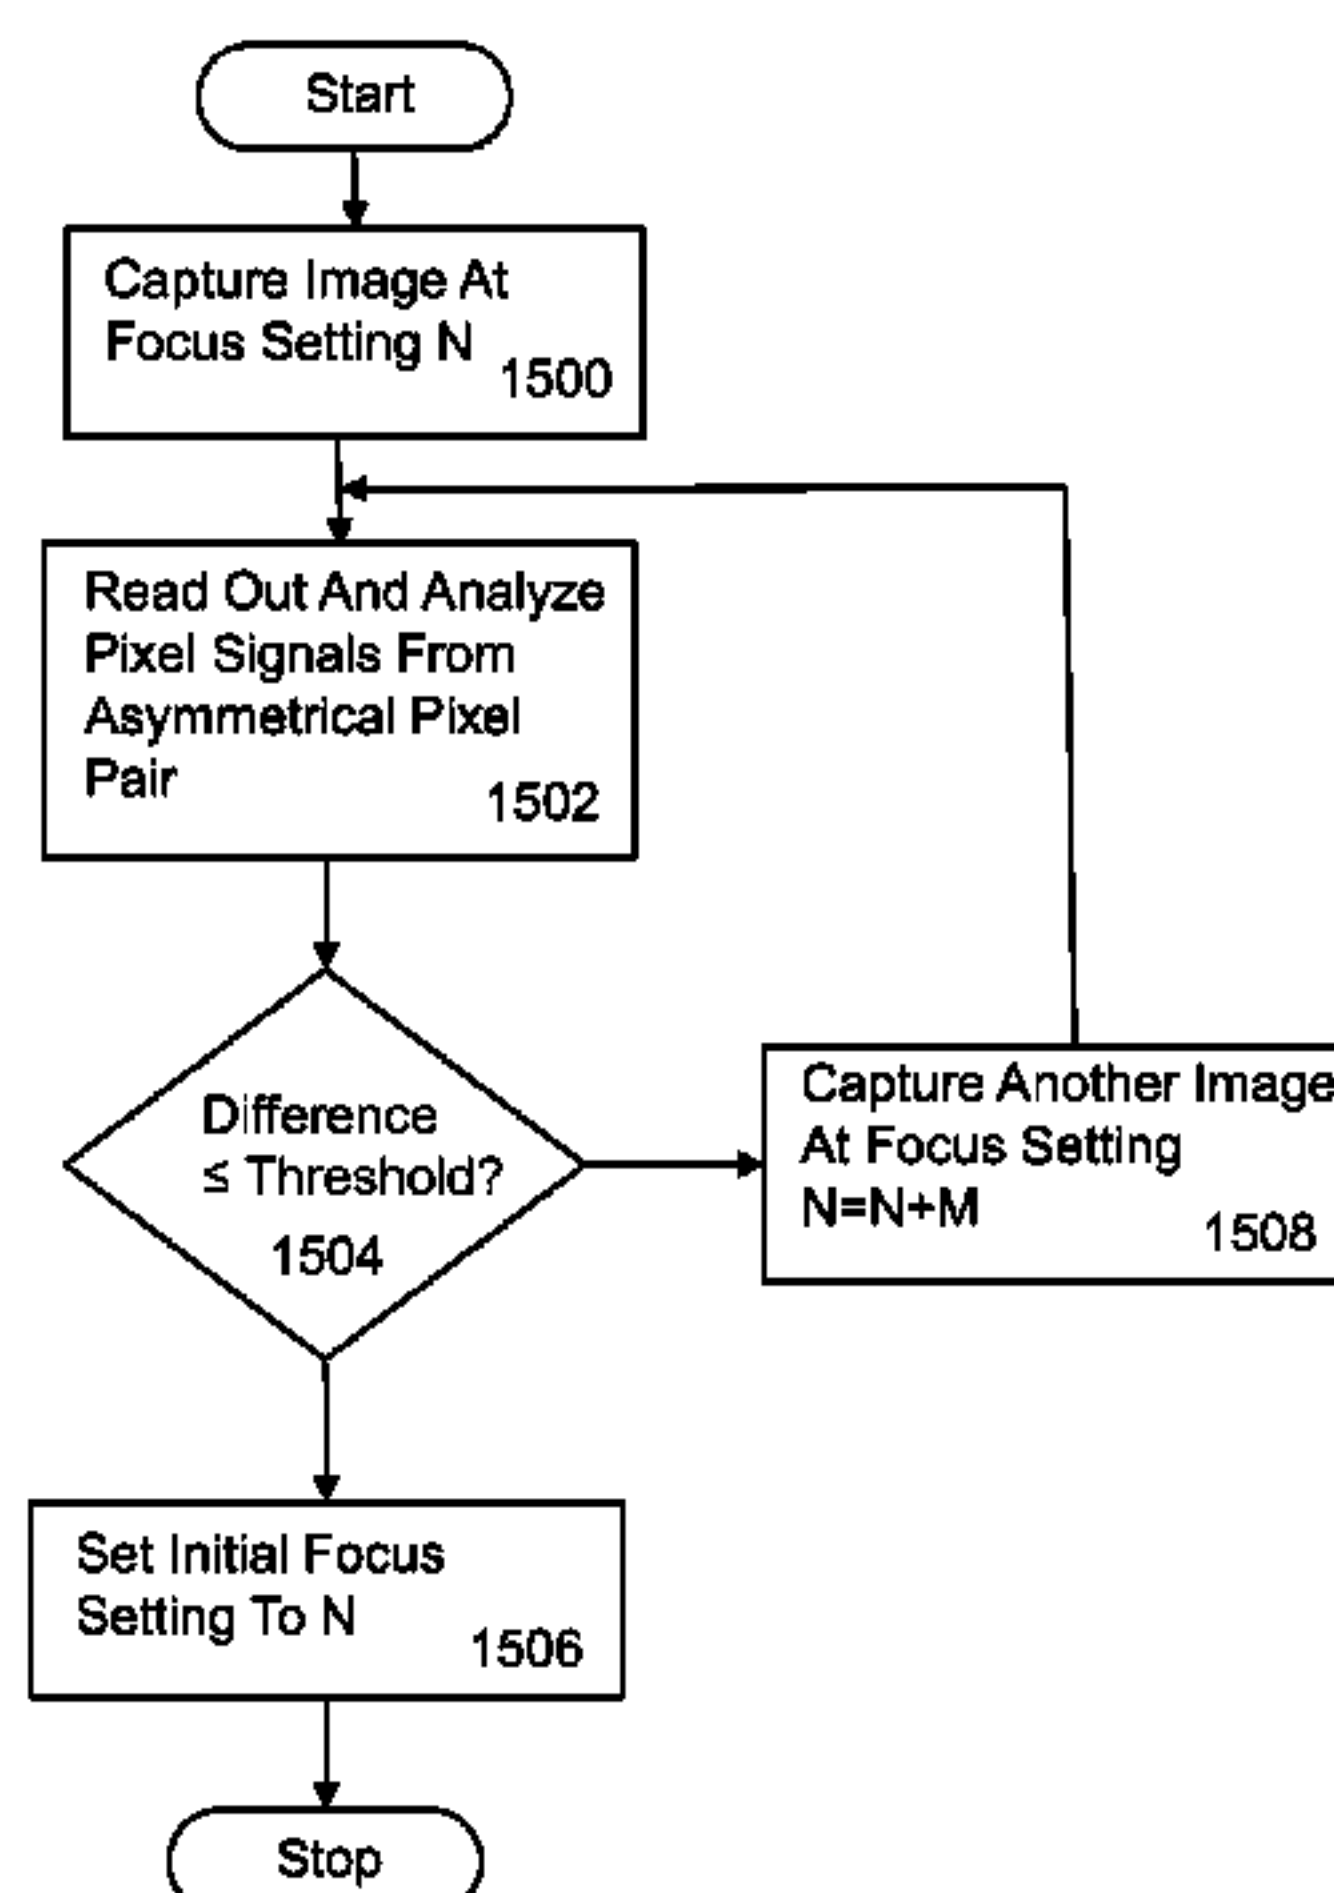 Start
Capture Image At
Focus Setting N
1500
Read Out And Analyze
Pixel Signals From
Asymmetrical Pixel
Pair
1502
Difference
≤ Threshold?
1504
Capture Another Image
At Focus Setting
N=N+M
1508
Set Initial Focus
Setting To N
1506
Stop